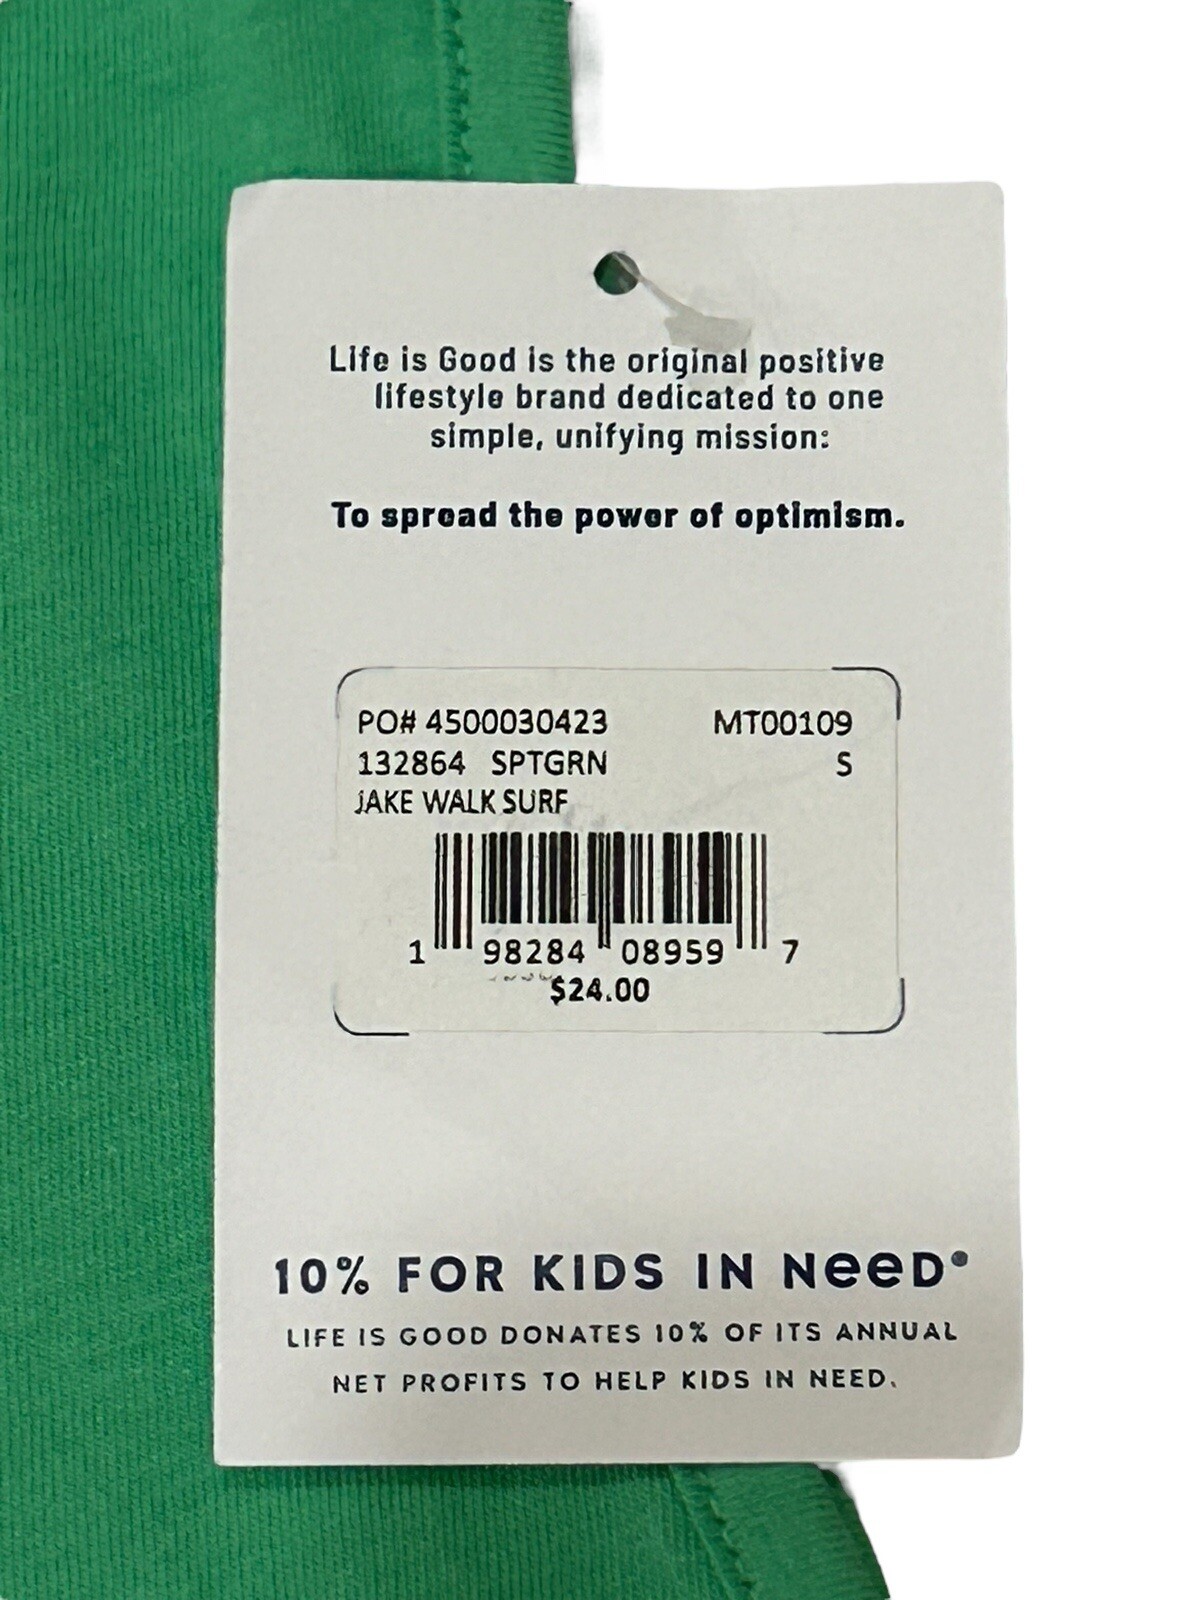 Life is Good is the original positive
lifestyle brand dedicated to one
simple, unifying mission:
To spread the power of optimism.
PO# 4500030423 MT00109
132864 SPTGRN S
JAKE WALK SURF
1 98284 08959 7
$24.00
10% FOR KIDS IN NeeD®
LIFE IS GOOD DONATES 10% OF ITS ANNUAL
NET PROFITS TO HELP KIDS IN NEED.